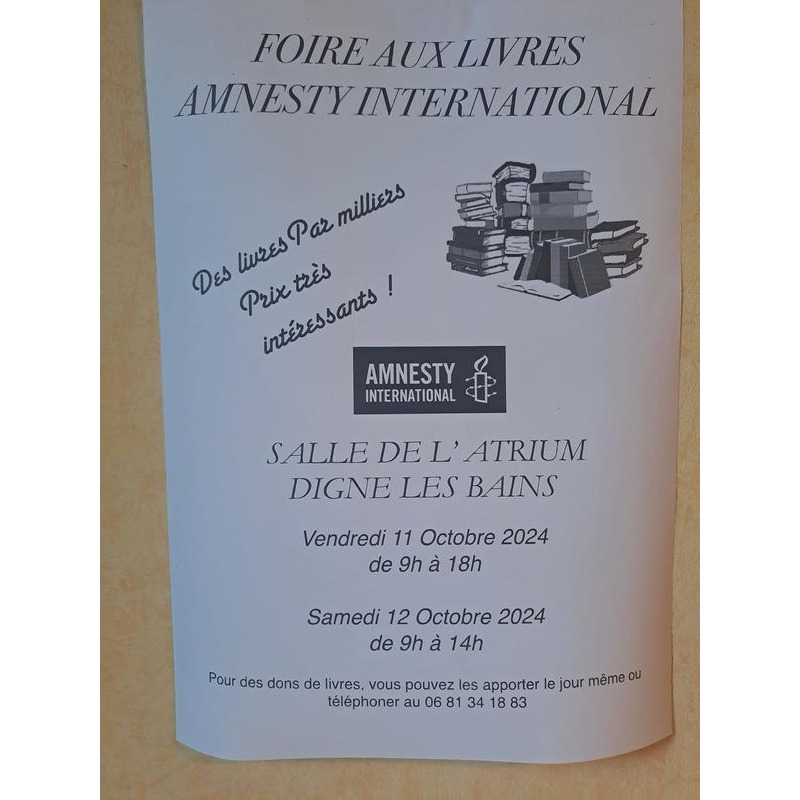 FOIRE AUX LIVRES
AMNESTY INTERNATIONAL
Des livres Par milliers
Prix très
intéressants !
AMNESTY
INTERNATIONAL
SALLE DE L' ATRIUM
DIGNE LES BAINS
Vendredi 11 Octobre 2024
de 9h à 18h
Samedi 12 Octobre 2024
de 9h à 14h
Pour des dons de livres, vous pouvez les apporter le jour même ou
téléphoner au 06 81 34 18 83